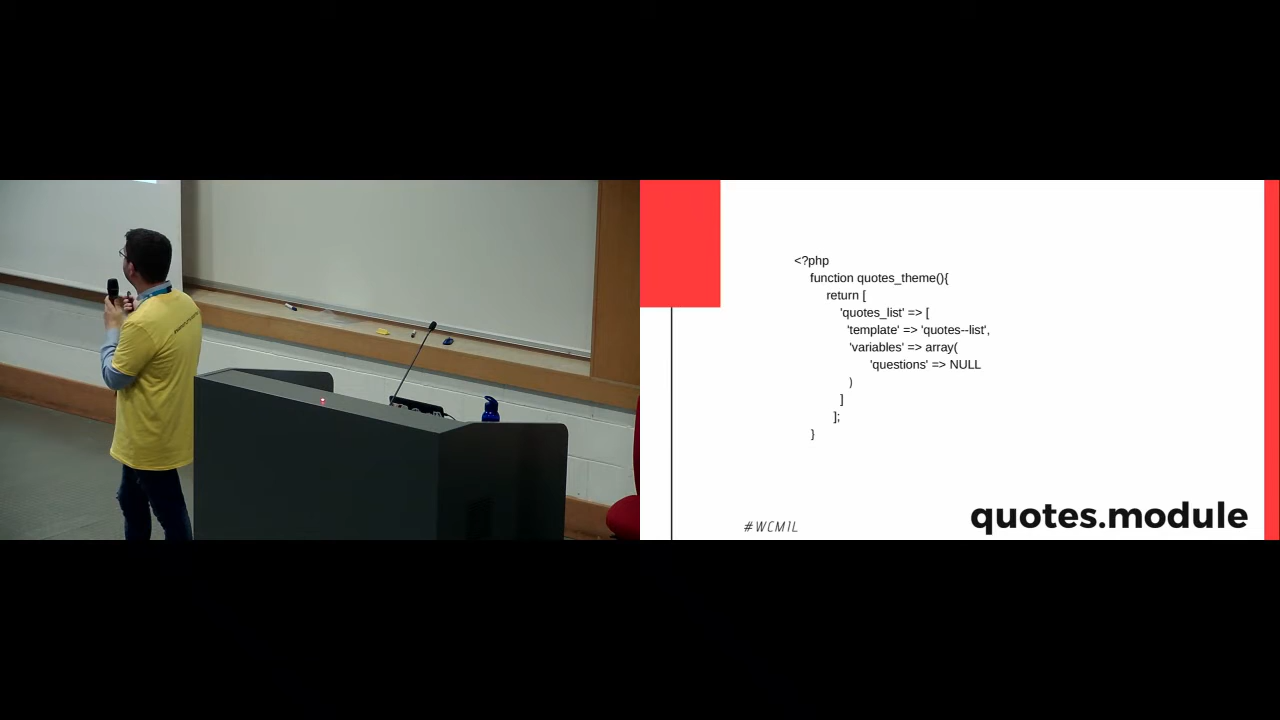 <?php
function quotes_theme(){
return [
'quotes_list' => [
'template' => 'quotes--list',
'variables' => array(
'questions' => NULL
)
]
];
}
#WCMIL
quotes.module